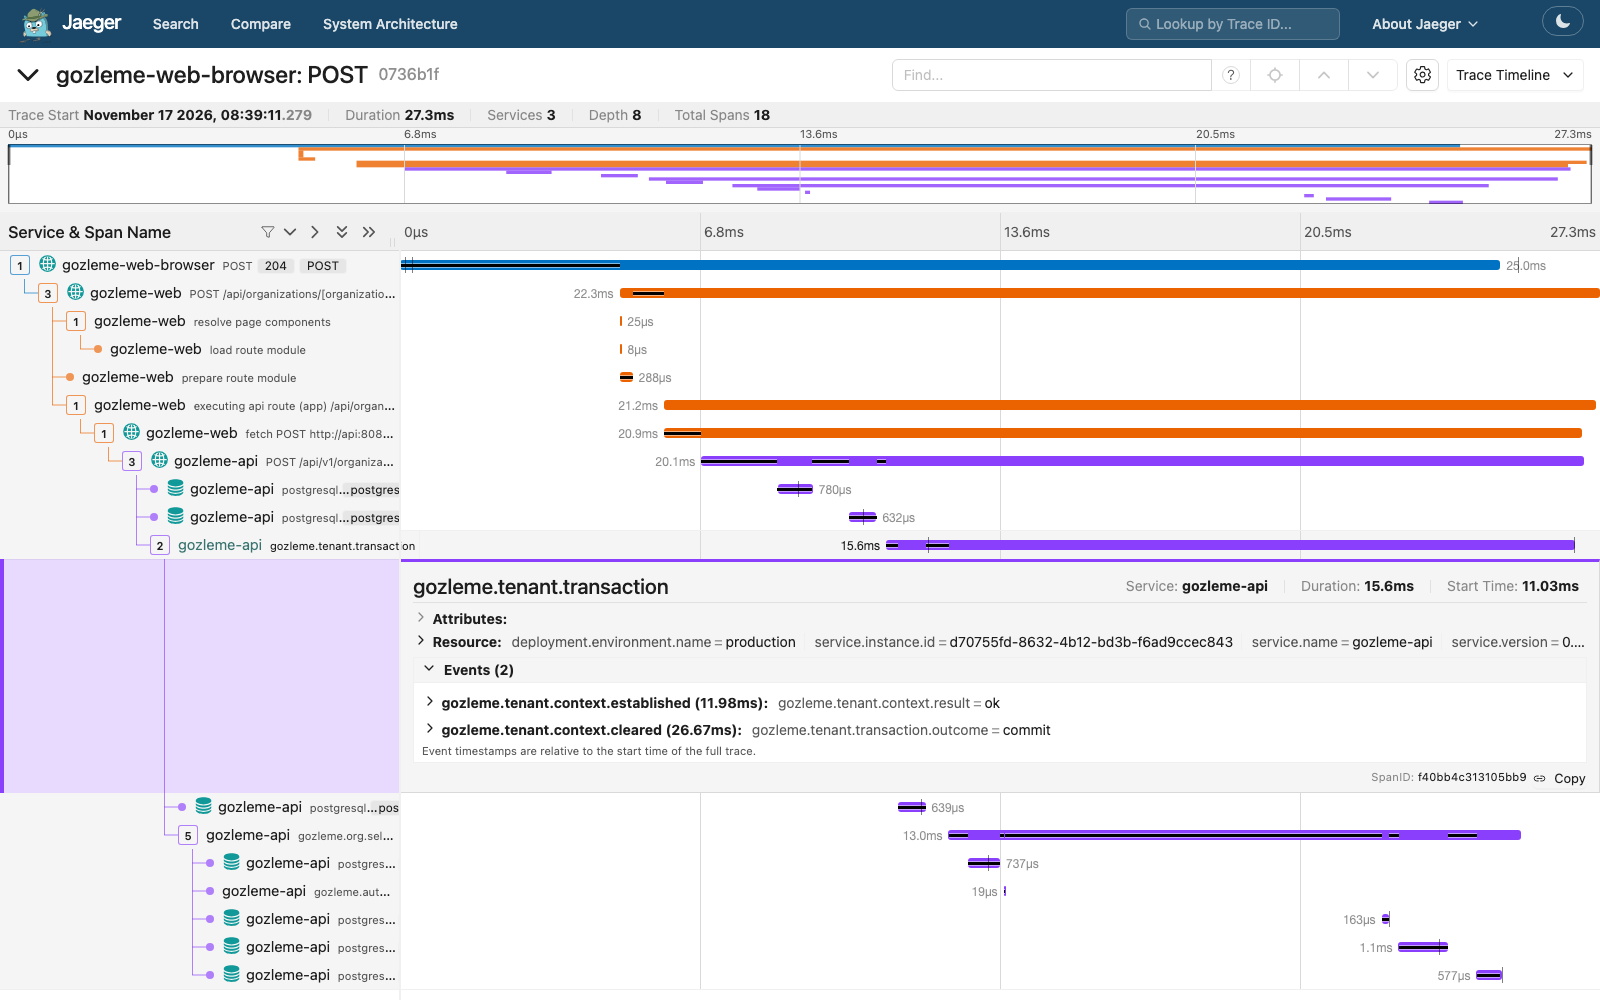 Jaeger Search Compare System Architecture Lookup by Trace ID... About Jaeger
gozleme-web-browser: POST 0736b1f Find... ? Trace Timeline
Trace Start November 17 2026, 08:39:11.279 Duration 27.3ms Services 3 Depth 8 Total Spans 18
0μs 6.8ms 13.6ms 20.5ms 27.3ms
Service & Span Name 0μs 6.8ms 13.6ms 20.5ms 27.3ms
1 gozleme-web-browser POST 204 POST 25.0ms
3 gozleme-web POST /api/organizations/[organizatio... 22.3ms
1 gozleme-web resolve page components 25μs
gozleme-web load route module 8μs
gozleme-web prepare route module 288μs
1 gozleme-web executing api route (app) /api/organ... 21.2ms
1 gozleme-web fetch POST http://api:808... 20.9ms
3 gozleme-api POST /api/v1/organiza... 20.1ms
gozleme-api postgresql...postgres 780μs
gozleme-api postgresql...postgres 632μs
2 gozleme-api gozleme.tenant.transaction 15.6ms
gozleme.tenant.transaction Service: gozleme-api Duration: 15.6ms Start Time: 11.03ms
Attributes:
Resource: deployment.environment.name = production service.instance.id = d70755fd-8632-4b12-bd3b-f6ad9ccec843 service.name = gozleme-api service.version = 0....
Events (2)
gozleme.tenant.context.established (11.98ms): gozleme.tenant.context.result = ok
gozleme.tenant.context.cleared (26.67ms): gozleme.tenant.transaction.outcome = commit
Event timestamps are relative to the start time of the full trace.
SpanID: f40bb4c313105bb9 Copy
gozleme-api postgresql...pos 639μs
5 gozleme-api gozleme.org.sel... 13.0ms
gozleme-api postgres... 737μs
gozleme-api gozleme.aut... 19μs
gozleme-api postgres... 163μs
gozleme-api postgres... 1.1ms
gozleme-api postgres... 577μs